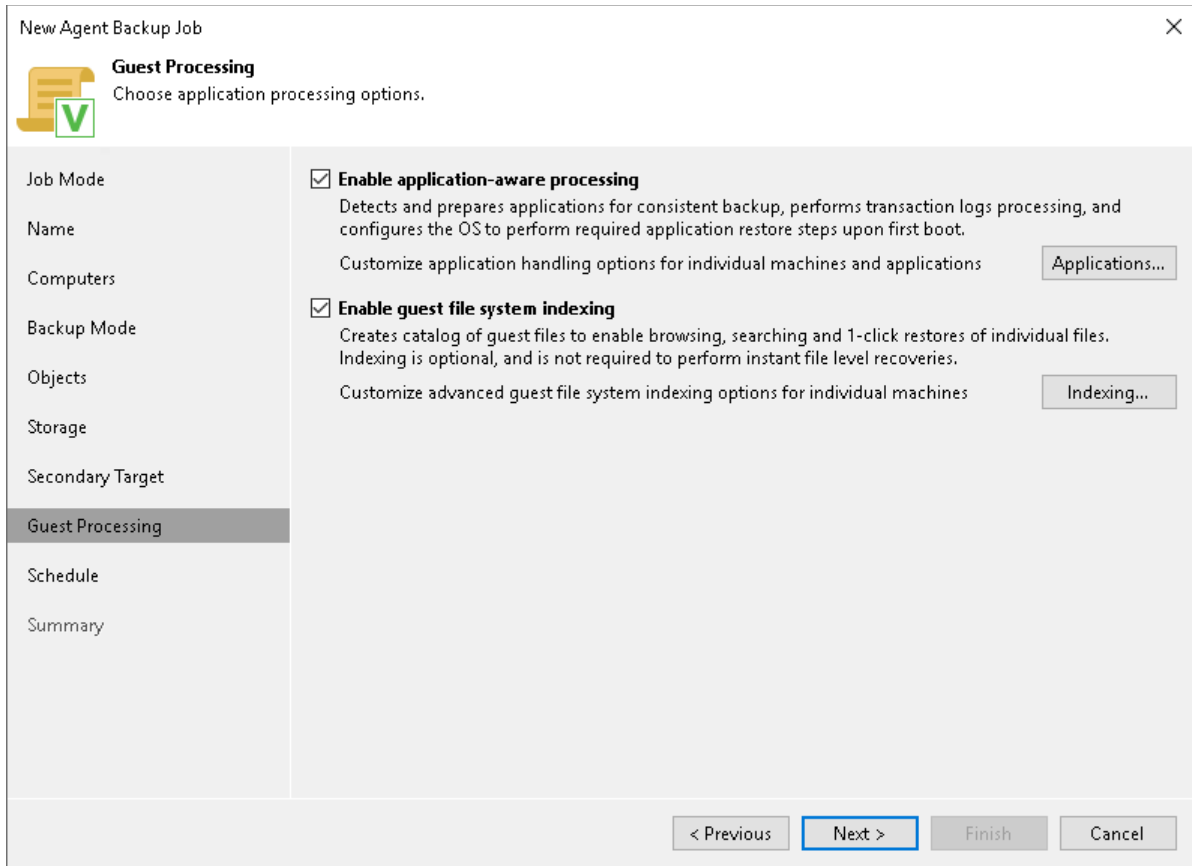 New Agent Backup Job
Guest Processing
Choose application processing options.
V
Job Mode
Name
Computers
Backup Mode
Objects
Storage
Secondary Target
Guest Processing
Schedule
Summary
Enable application-aware processing
Detects and prepares applications for consistent backup, performs transaction logs processing, and
configures the OS to perform required application restore steps upon first boot.
Customize application handling options for individual machines and applications
Applications...
Enable guest file system indexing
Creates catalog of guest files to enable browsing, searching and 1-click restores of individual files.
Indexing is optional, and is not required to perform instant file level recoveries.
Customize advanced guest file system indexing options for individual machines
Indexing...
< Previous
Next >
Finish
Cancel